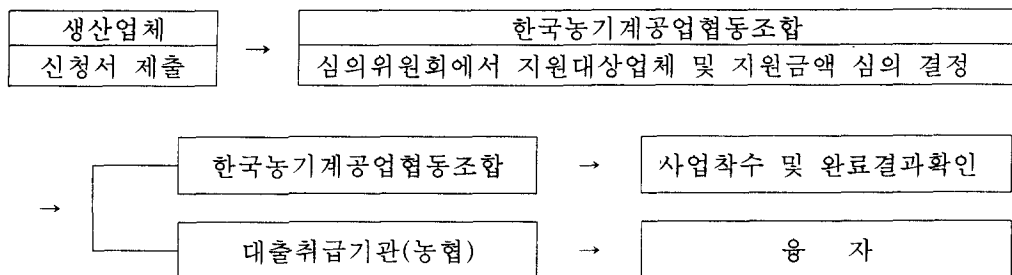 생산업체
신청서 제출
→
한국농기계공업협동조합
심의위원회에서 지원대상업체 및 지원금액 심의 결정
→
한국농기계공업협동조합 → 사업착수 및 완료결과확인
대출취급기관(농협) → 융 자